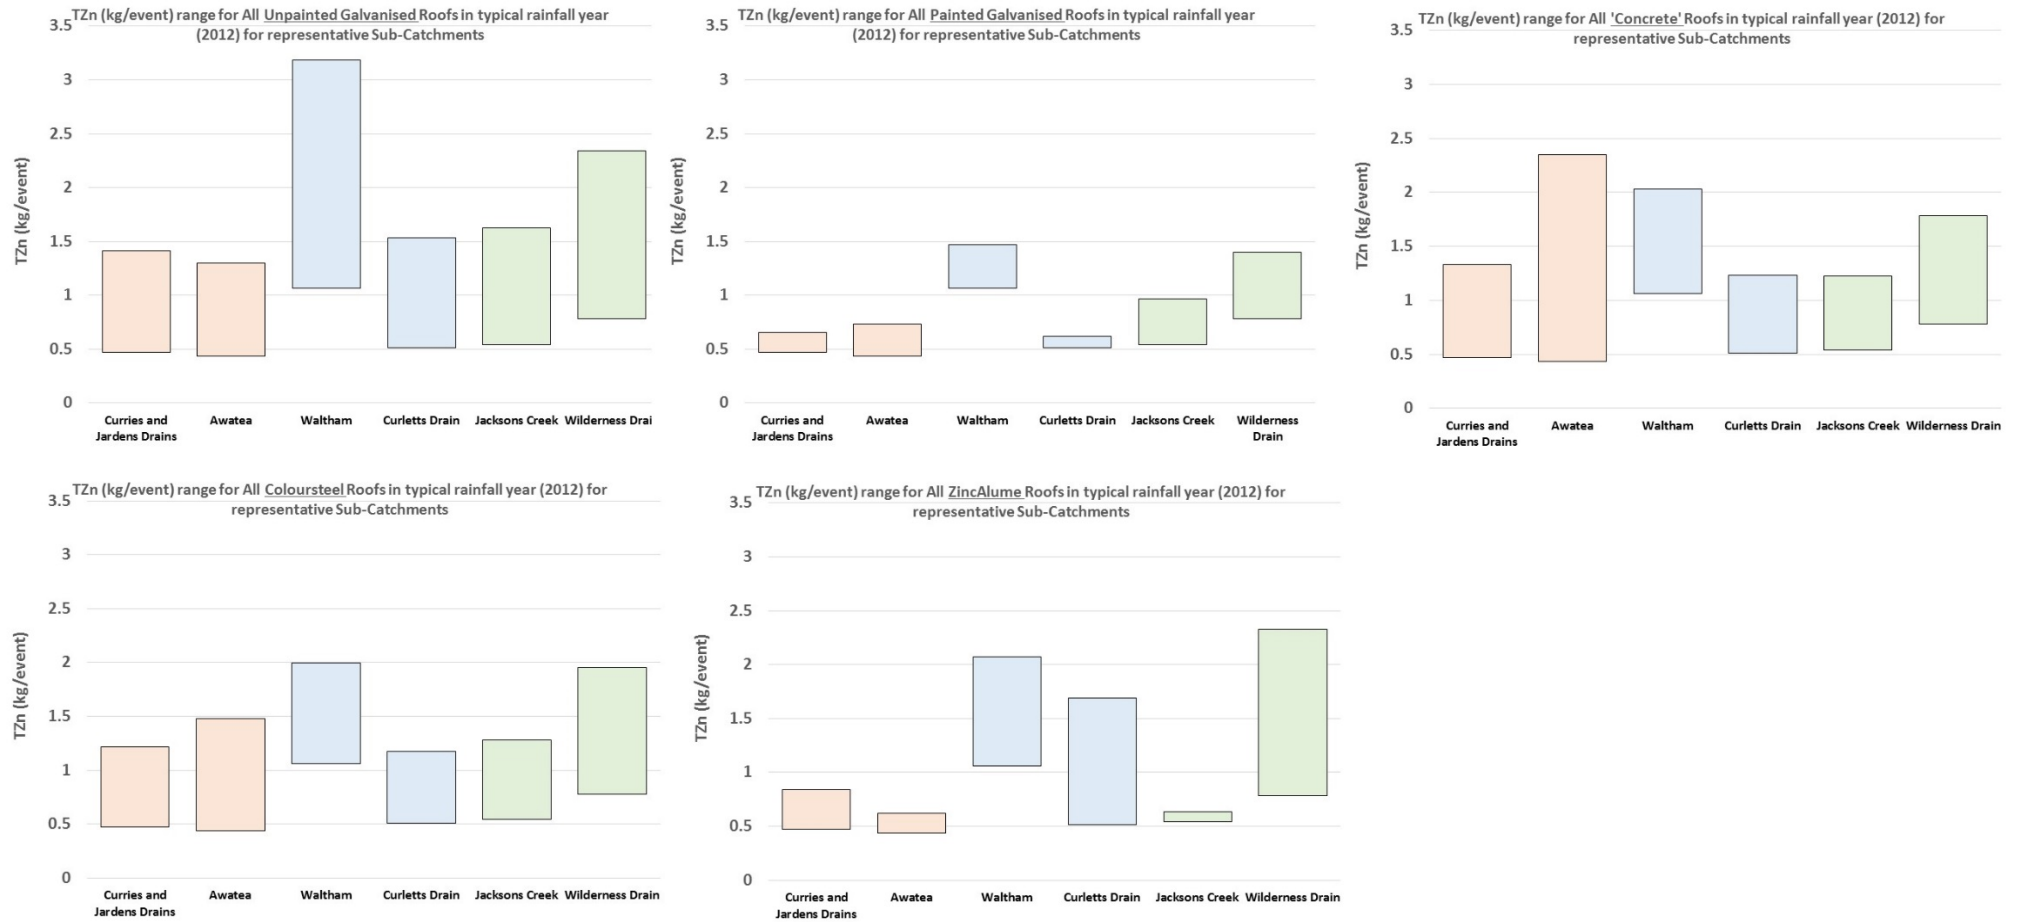 TZn (kg/event) range for All Unpainted Galvanised Roofs in typical rainfall year
(2012) for representative Sub-Catchments
3.5
3
2.5
2
1.5
1
0.5
0
TZn (kg/event)
Curries and
Jardens Drains
Awatea
Waltham
Curletts Drain
Jacksons Creek
Wilderness Drai
TZn (kg/event) range for All Painted Galvanised Roofs in typical rainfall year
(2012) for representative Sub-Catchments
3.5
3
2.5
2
1.5
1
0.5
0
TZn (kg/event)
Curries and
Jardens Drains
Awatea
Waltham
Curletts Drain
Jacksons Creek
Wilderness
Drain
TZn (kg/event) range for All 'Concrete' Roofs in typical rainfall year (2012) for
representative Sub-Catchments
3.5
3
2.5
2
1.5
1
0.5
0
TZn (kg/event)
Curries and
Jardens Drains
Awatea
Waltham
Curletts Drain
Jacksons Creek
Wilderness Drain
TZn (kg/event) range for All Coloursteel Roofs in typical rainfall year (2012) for
representative Sub-Catchments
3.5
3
2.5
2
1.5
1
0.5
0
TZn (kg/event)
Curries and
Jardens Drains
Awatea
Waltham
Curletts Drain
Jacksons Creek
Wilderness Drain
TZn (kg/event) range for All ZincAlume Roofs in typical rainfall year (2012) for
representative Sub-Catchments
3.5
3
2.5
2
1.5
1
0.5
0
TZn (kg/event)
Curries and
Jardens Drains
Awatea
Waltham
Curletts Drain
Jacksons Creek
Wilderness Drain